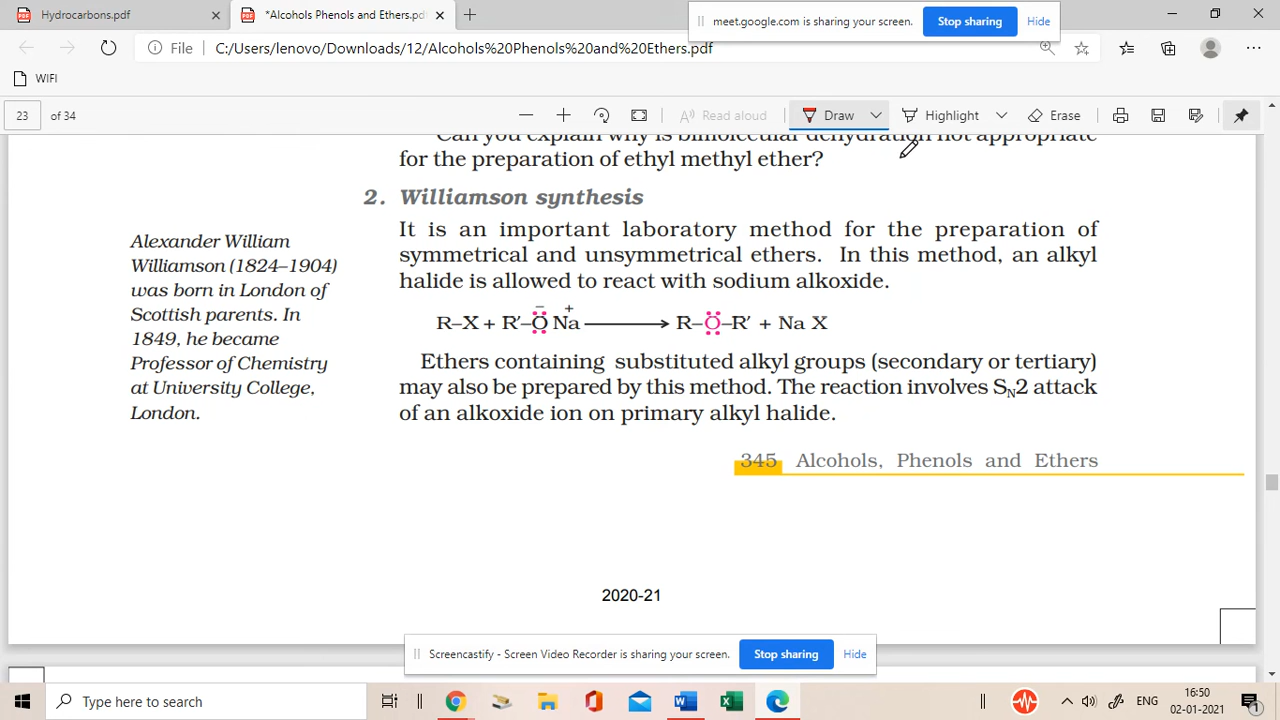 Hydrocarbons.pdf
*Alcohols Phenols and Ethers.pd
meet.google.com is sharing your screen. Stop sharing Hide
File C:/Users/lenovo/Downloads/12/Alcohols%20Phenols%20and%20Ethers.pdf
WIFI
23 of 34 Read aloud Draw Highlight Erase
Can you explain why is bimolecular dehydration not appropriate
for the preparation of ethyl methyl ether?
2. Williamson synthesis
It is an important laboratory method for the preparation of
symmetrical and unsymmetrical ethers. In this method, an alkyl
halide is allowed to react with sodium alkoxide.
R–X + R′–Ö̤⁻ Na⁺ ⟶ R–Ö̤–R′ + Na X
Ethers containing substituted alkyl groups (secondary or tertiary)
may also be prepared by this method. The reaction involves SN2 attack
of an alkoxide ion on primary alkyl halide.
Alexander William
Williamson (1824–1904)
was born in London of
Scottish parents. In
1849, he became
Professor of Chemistry
at University College,
London.
345 Alcohols, Phenols and Ethers
2020-21
Screencastify - Screen Video Recorder is sharing your screen. Stop sharing Hide
Type here to search
ENG
16:50
02-01-2021
1